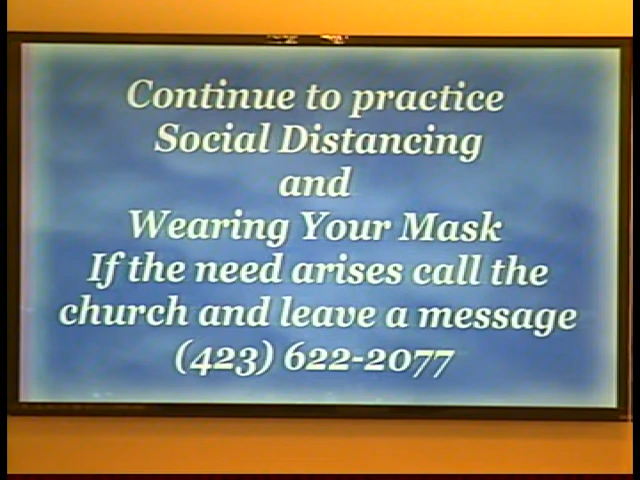 Continue to practice
Social Distancing
and
Wearing Your Mask
If the need arises call the
church and leave a message
(423) 622-2077